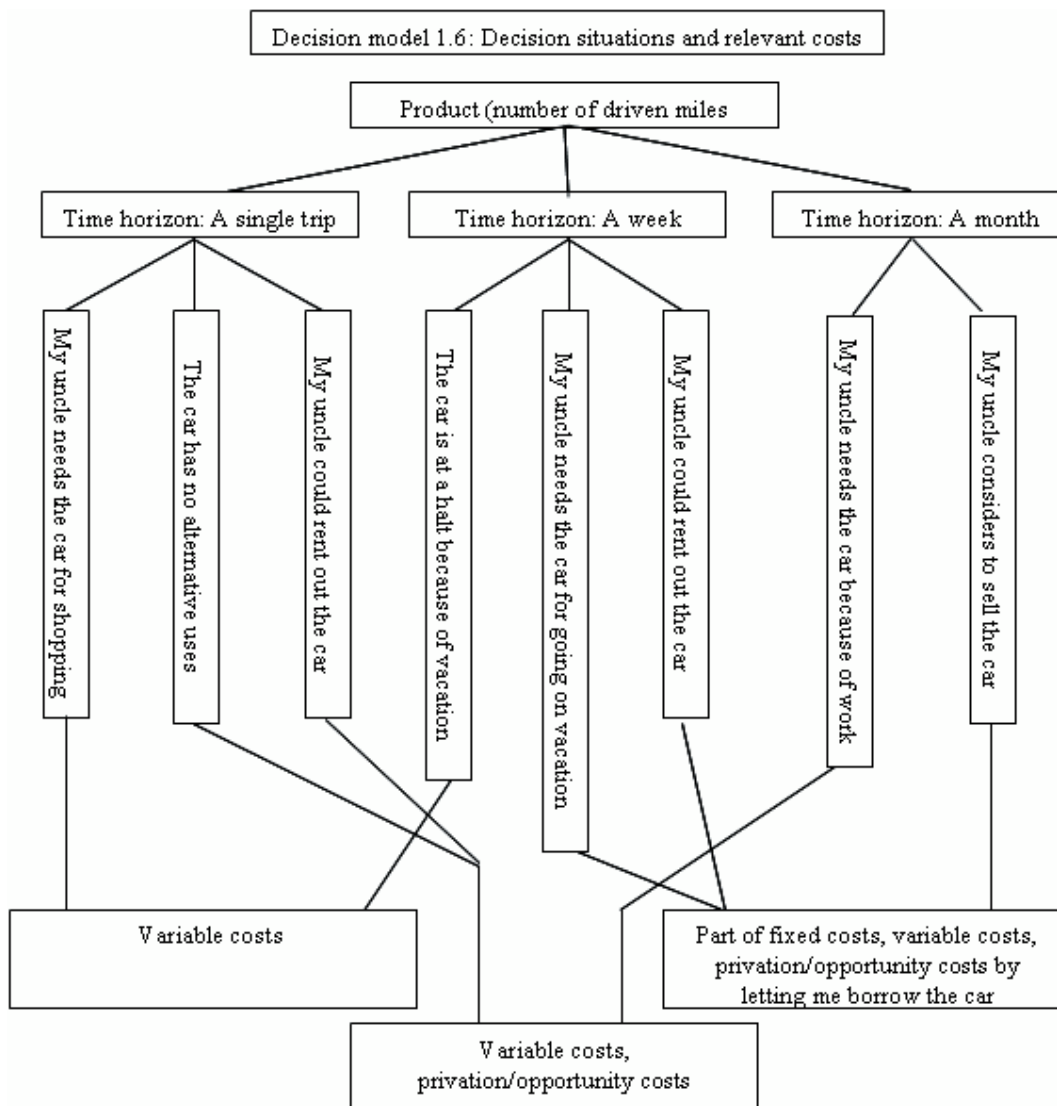 Decision model 1.6: Decision situations and relevant costs
Product (number of driven miles
Time horizon: A single trip
Time horizon: A week
Time horizon: A month
My uncle needs the car for shopping
The car has no alternative uses
My uncle could rent out the car
The car is at a halt because of vacation
My uncle needs the car for going on vacation
My uncle could rent out the car
My uncle needs the car because of work
My uncle considers to sell the car
Variable costs
Part of fixed costs, variable costs,
privation/opportunity costs by
letting me borrow the car
Variable costs,
privation/opportunity costs